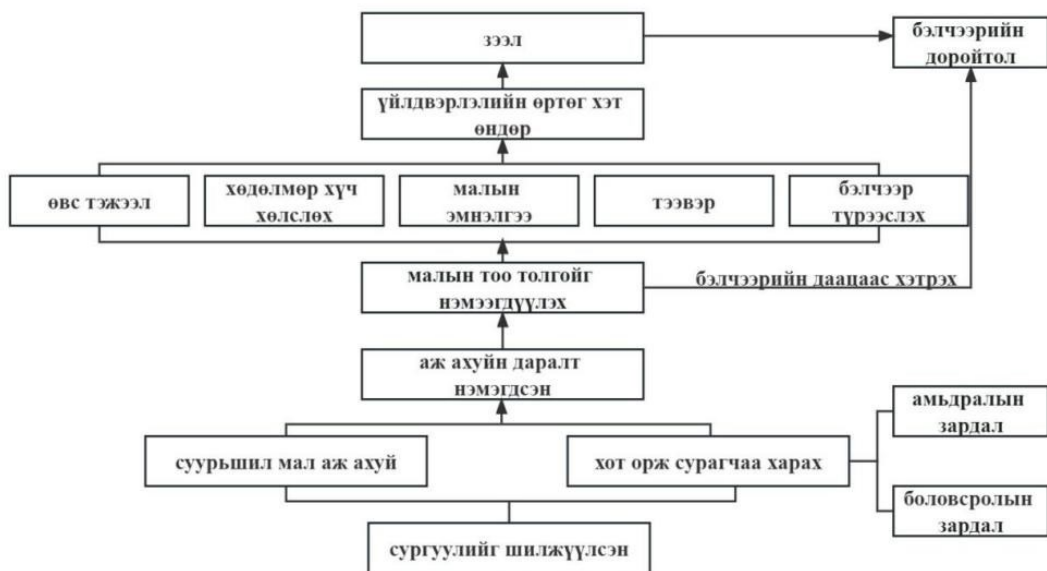 зээл
бэлчээрийн
доройтол
үйлдвэрлэлийн өртөг хэт
өндөр
өвс тэжээл
хөдөлмөр хүч
хөлслөх
малын
эмнэлгээ
тээвэр
бэлчээр
түрээслэх
малын тоо толгойг
нэмээгдүүлэх
бэлчээрийн даацаас хэтрэх
аж ахуйн даралт
нэмэгдсэн
амьдралын
зардал
суурьшил мал аж ахуй
хот орж сурагчаа харах
боловсролын
зардал
сургуулийг шилжүүлсэн